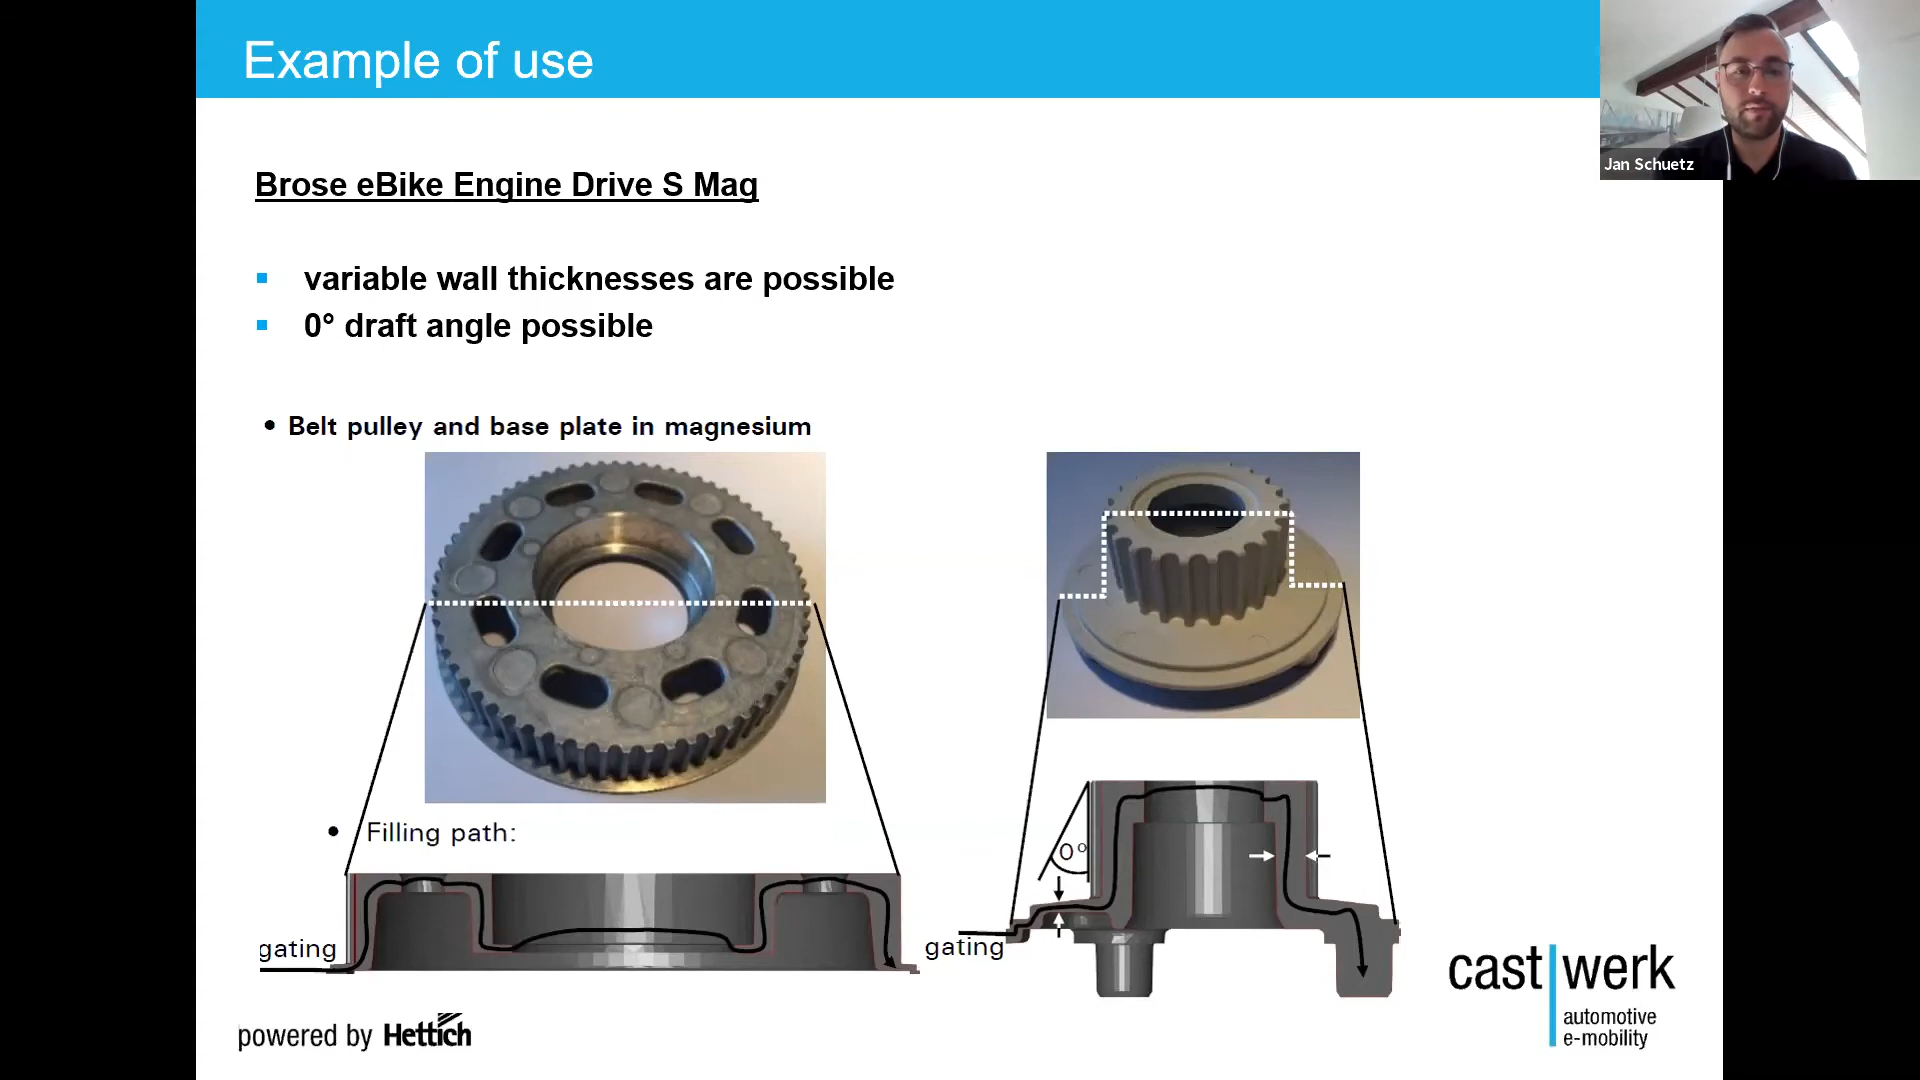 Example of use
Jan Schuetz
Brose eBike Engine Drive S Mag
▪ variable wall thicknesses are possible
▪ 0° draft angle possible
• Belt pulley and base plate in magnesium
• Filling path:
0°
gating
gating
cast werk
automotive
e-mobility
powered by Hettich